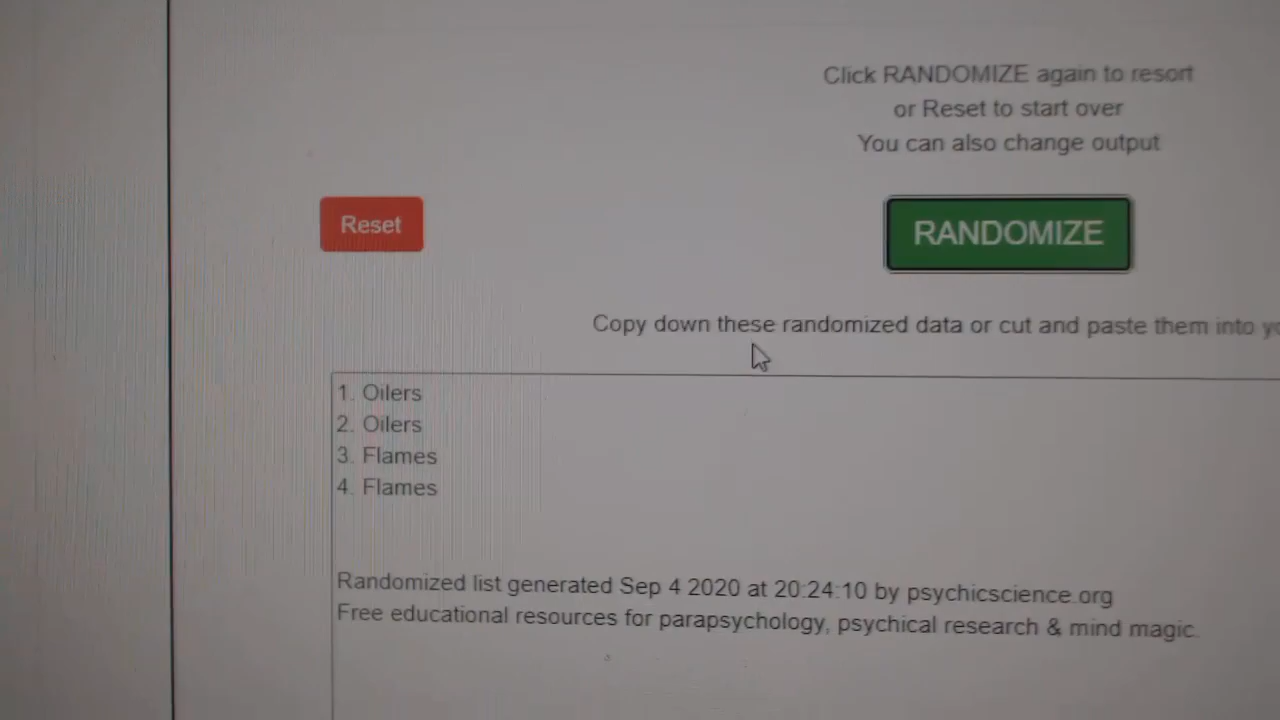 Click RANDOMIZE again to resort
or Reset to start over
You can also change output
Reset
RANDOMIZE
Copy down these randomized data or cut and paste them into
1. Oilers
2. Oilers
3. Flames
4. Flames
Randomized list generated Sep 4 2020 at 20:24:10 by psychicscience.org
Free educational resources for parapsychology, psychical research & mind magic.